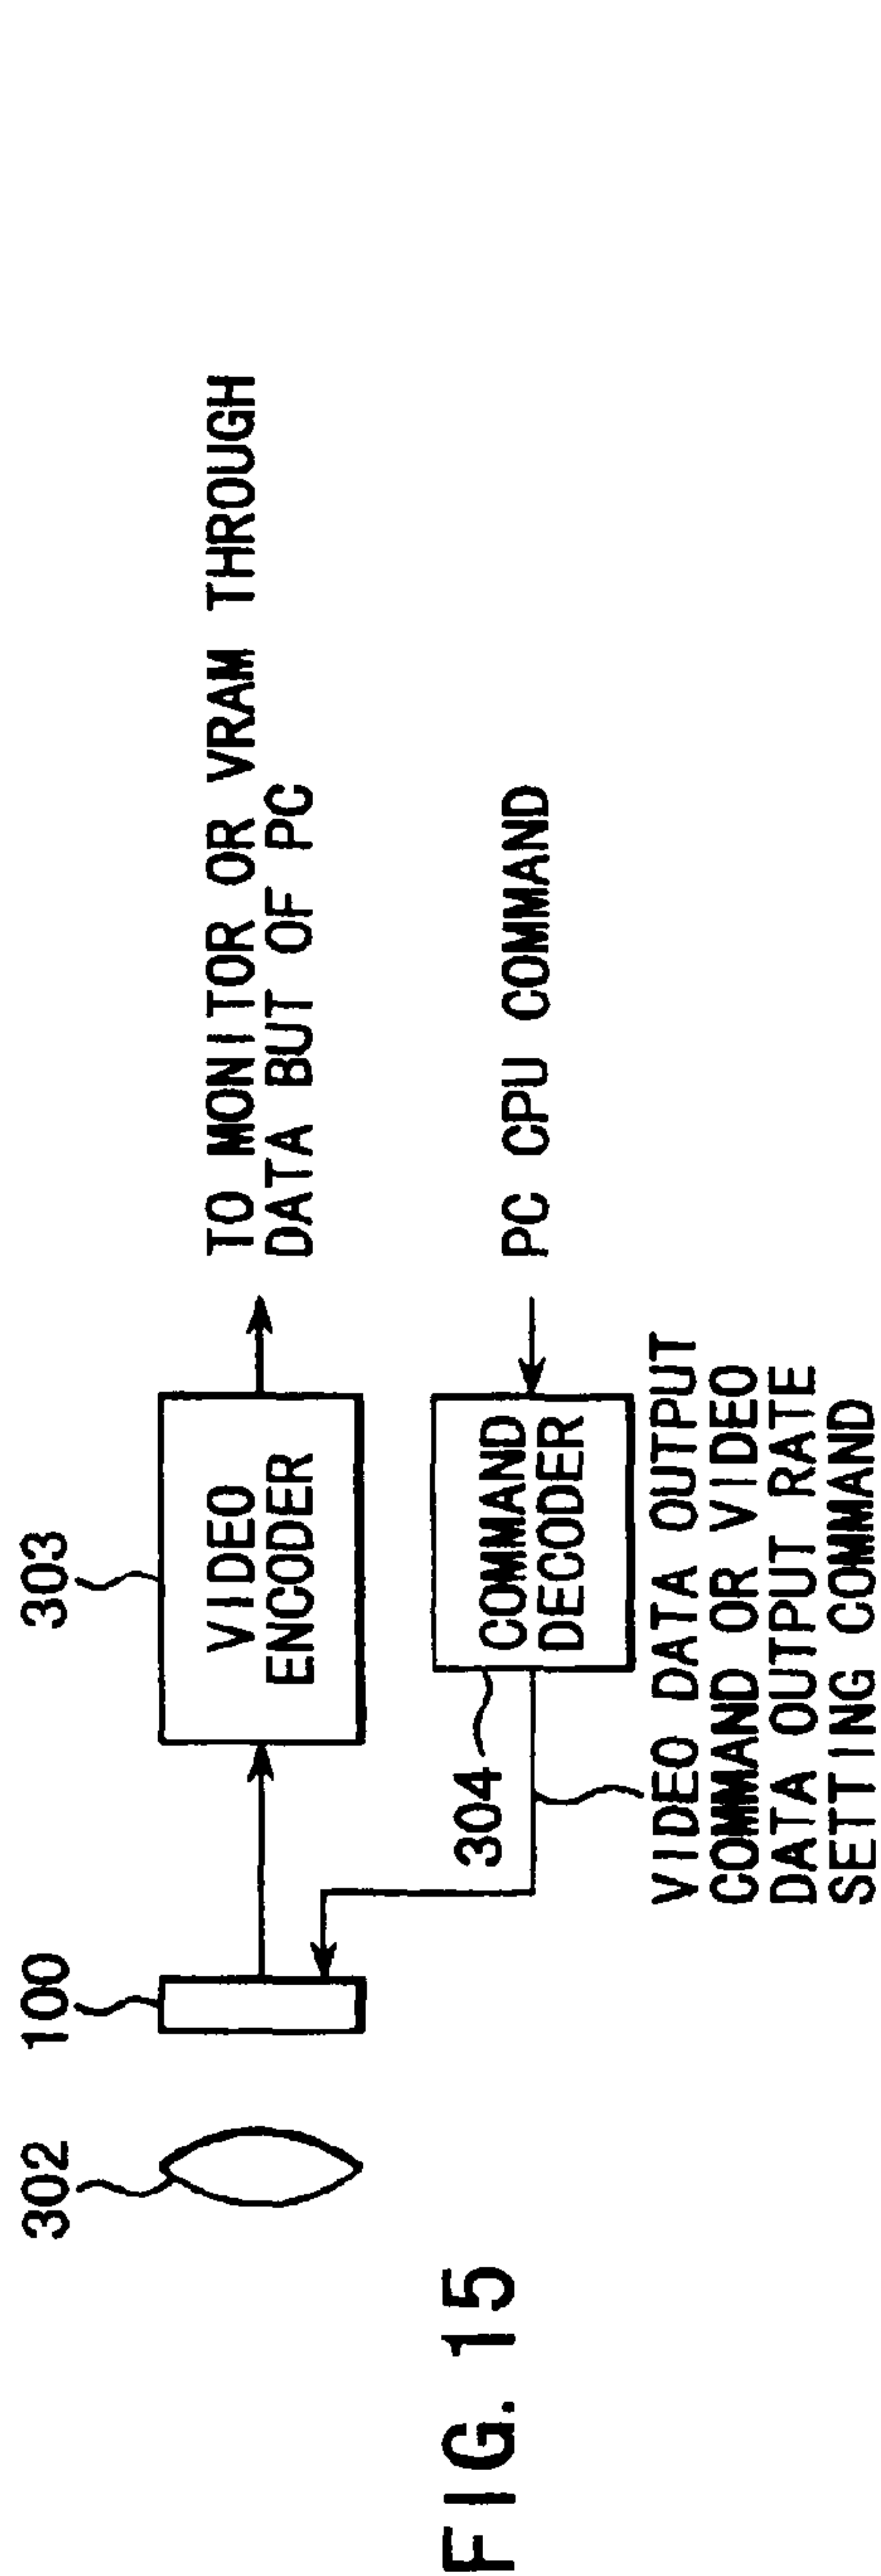 302
100
303
VIDEO
ENCODER
TO MONITOR OR VRAM THROUGH
DATA BUT OF PC
304
COMMAND
DECODER
PC CPU COMMAND
VIDEO DATA OUTPUT
COMMAND OR VIDEO
DATA OUTPUT RATE
SETTING COMMAND
FIG. 15